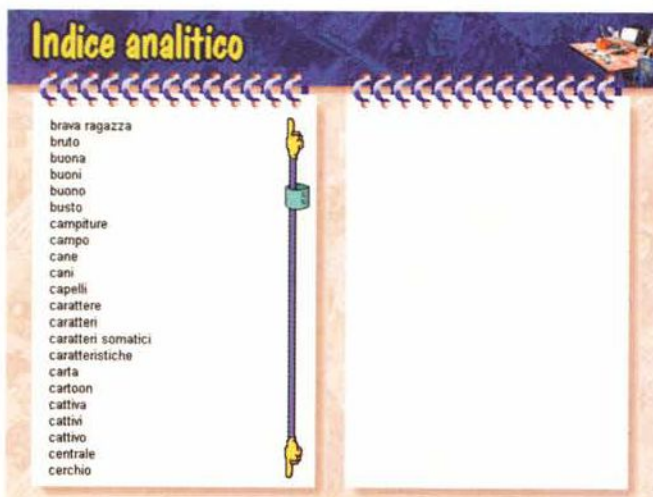 Indice analitico
brava ragazza
bruto
buona
buoni
buono
busto
campiture
campo
cane
cani
capelli
carattere
caratteri
caratteri somatici
caratteristiche
carta
cartoon
cattiva
cattivi
cattivo
centrale
cerchio